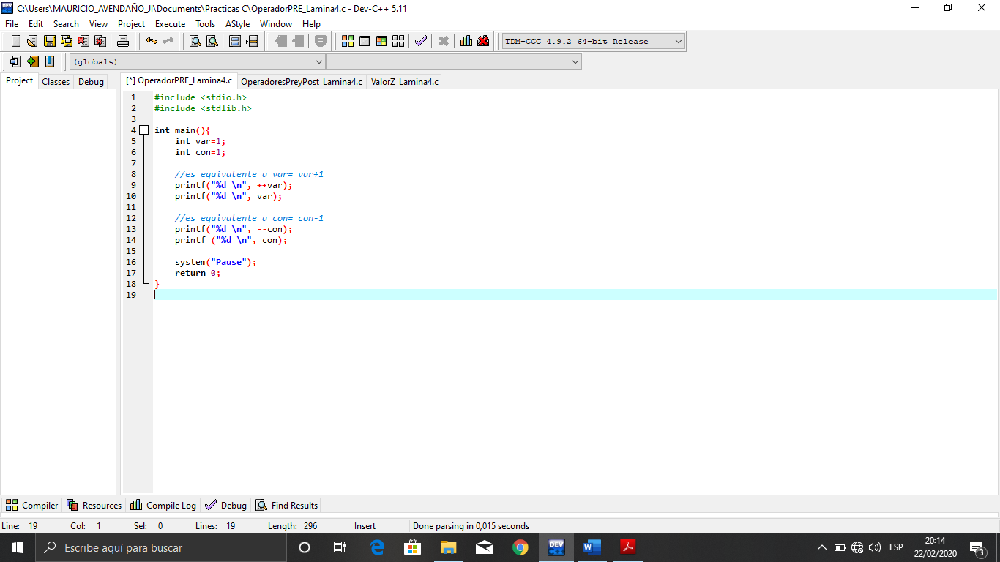 C:\Users\MAURICIO_AVENDAÑO_JI\Documents\Practicas C\OperadorPRE_Lamina4.c - Dev-C++ 5.11
File Edit Search View Project Execute Tools AStyle Window Help
TDM-GCC 4.9.2 64-bit Release
(globals)
Project Classes Debug [*] OperadorPRE_Lamina4.c OperadoresPreyPost_Lamina4.c ValorZ_Lamina4.c
1 #include <stdio.h>
2 #include <stdlib.h>
3
4 int main(){
5 int var=1;
6 int con=1;
7
8 //es equivalente a var= var+1
9 printf("%d \n", ++var);
10 printf("%d \n", var);
11
12 //es equivalente a con= con-1
13 printf("%d \n", --con);
14 printf ("%d \n", con);
15
16 system("Pause");
17 return 0;
18 }
19
Compiler Resources Compile Log Debug Find Results
Line: 19 Col: 1 Sel: 0 Lines: 19 Length: 296 Insert Done parsing in 0,015 seconds
Escribe aquí para buscar
DEV
ESP
20:14
22/02/2020
3